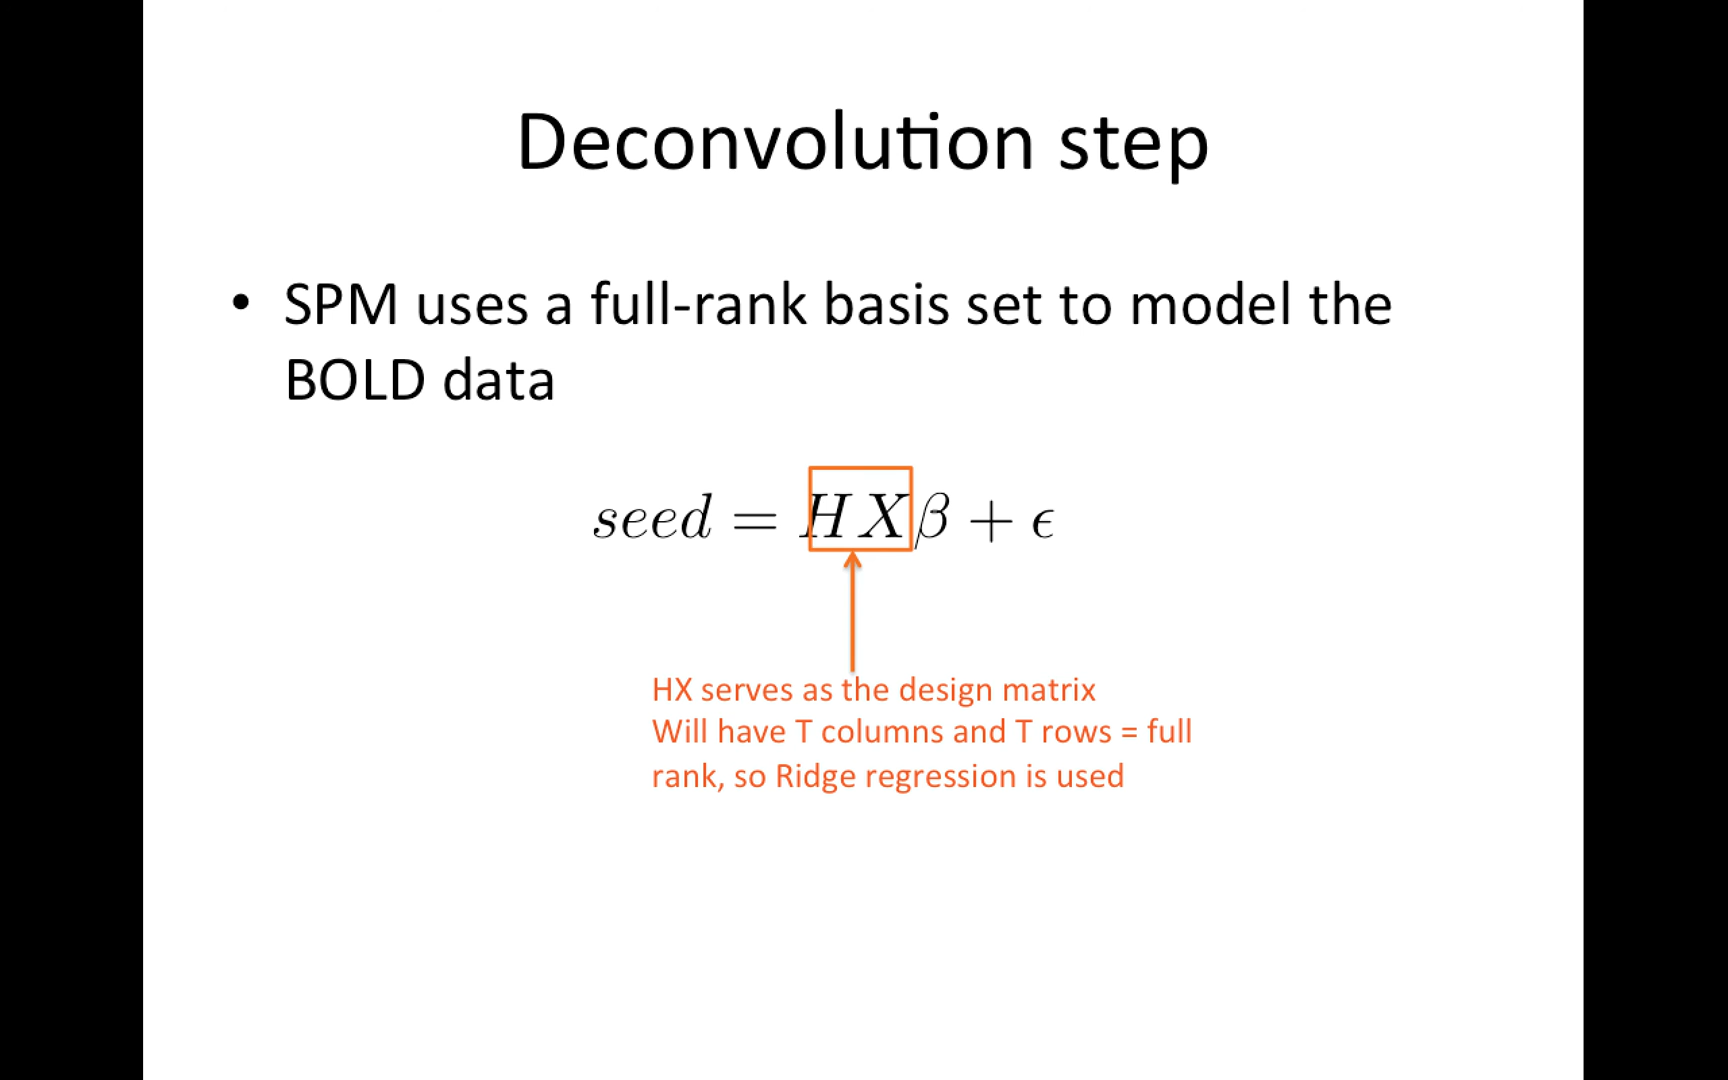 Deconvolution step
• SPM uses a full-rank basis set to model the
BOLD data
seed = HXβ + ϵ
HX serves as the design matrix
Will have T columns and T rows = full
rank, so Ridge regression is used